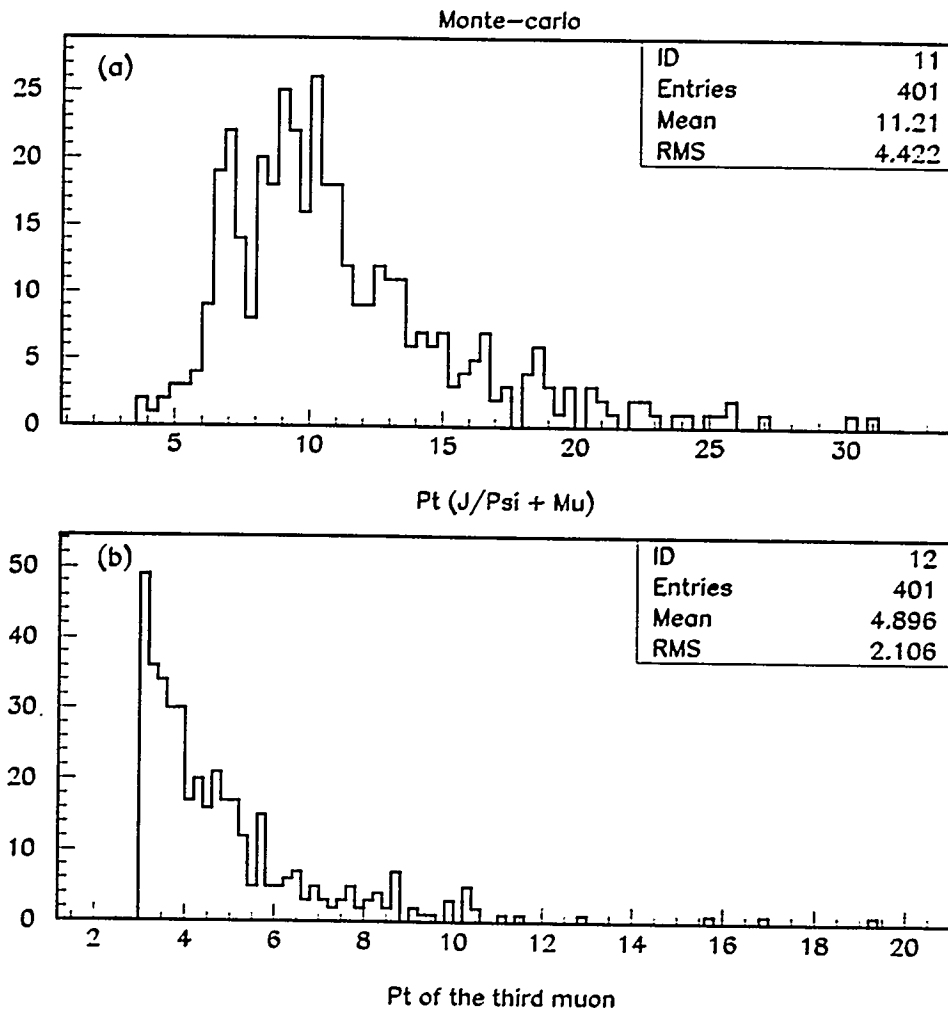 Monte-carlo
(a)
ID 11
Entries 401
Mean 11.21
RMS 4.422
25
20
15
10
5
0
5 10 15 20 25 30
Pt (J/Psi + Mu)
(b)
ID 12
Entries 401
Mean 4.896
RMS 2.106
50
40
30
20
10
0
2 4 6 8 10 12 14 16 18 20
Pt of the third muon